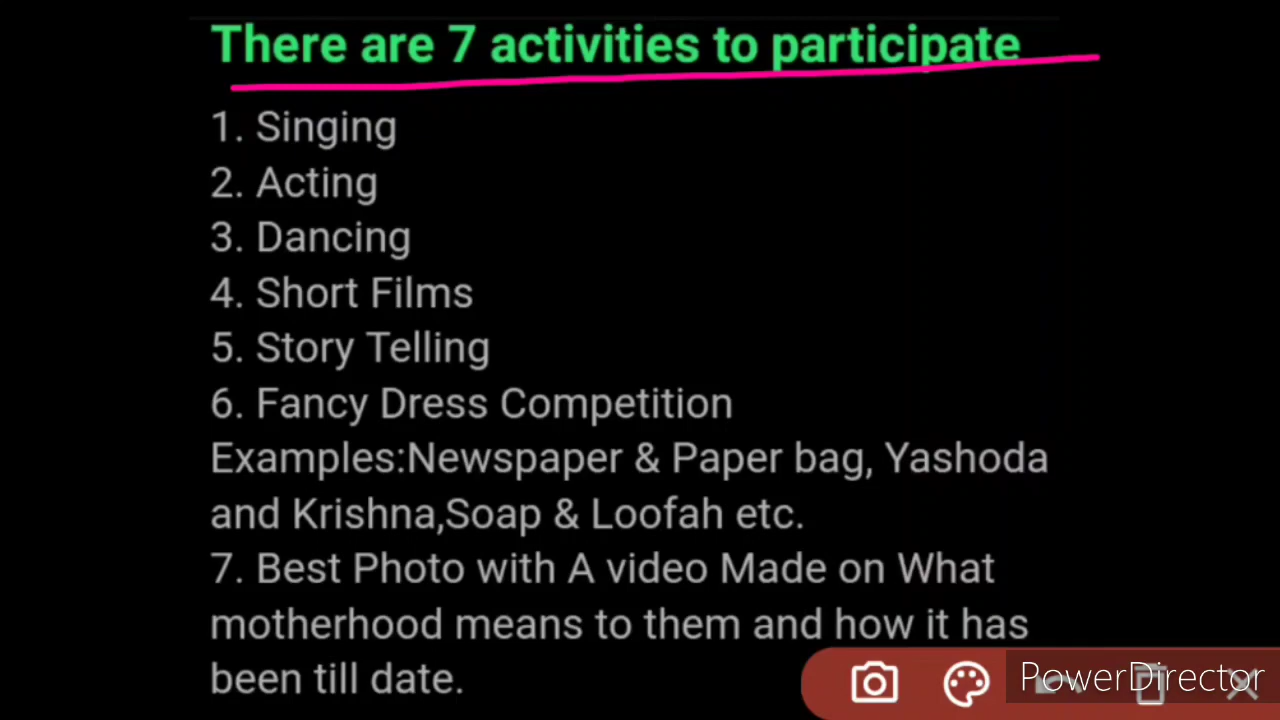 There are 7 activities to participate
1. Singing
2. Acting
3. Dancing
4. Short Films
5. Story Telling
6. Fancy Dress Competition
Examples:Newspaper & Paper bag, Yashoda
and Krishna,Soap & Loofah etc.
7. Best Photo with A video Made on What
motherhood means to them and how it has
been till date.
PowerDirector